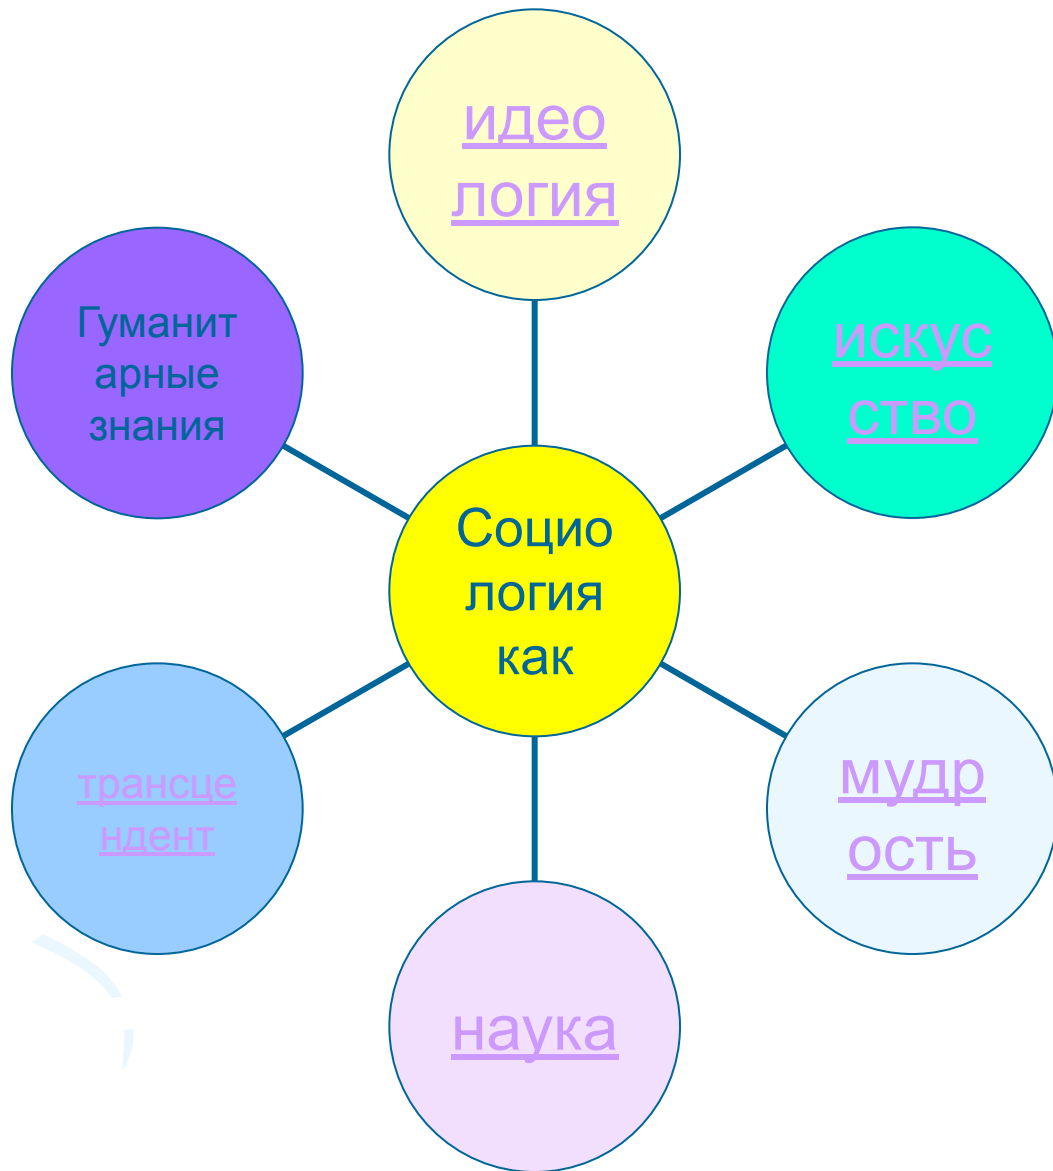 идео
логия
Гуманит
арные
знания
искус
ство
Социо
логия
как
трансце
ндент
мудр
ость
наука